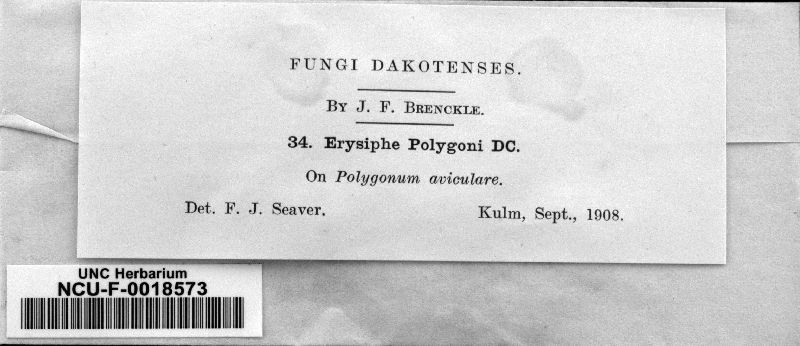 FUNGI DAKOTENSES.
By J. F. Brenckle.
34. Erysiphe Polygoni DC.
On Polygonum aviculare.
Det. F. J. Seaver. Kulm, Sept., 1908.
UNC Herbarium
NCU-F-0018573